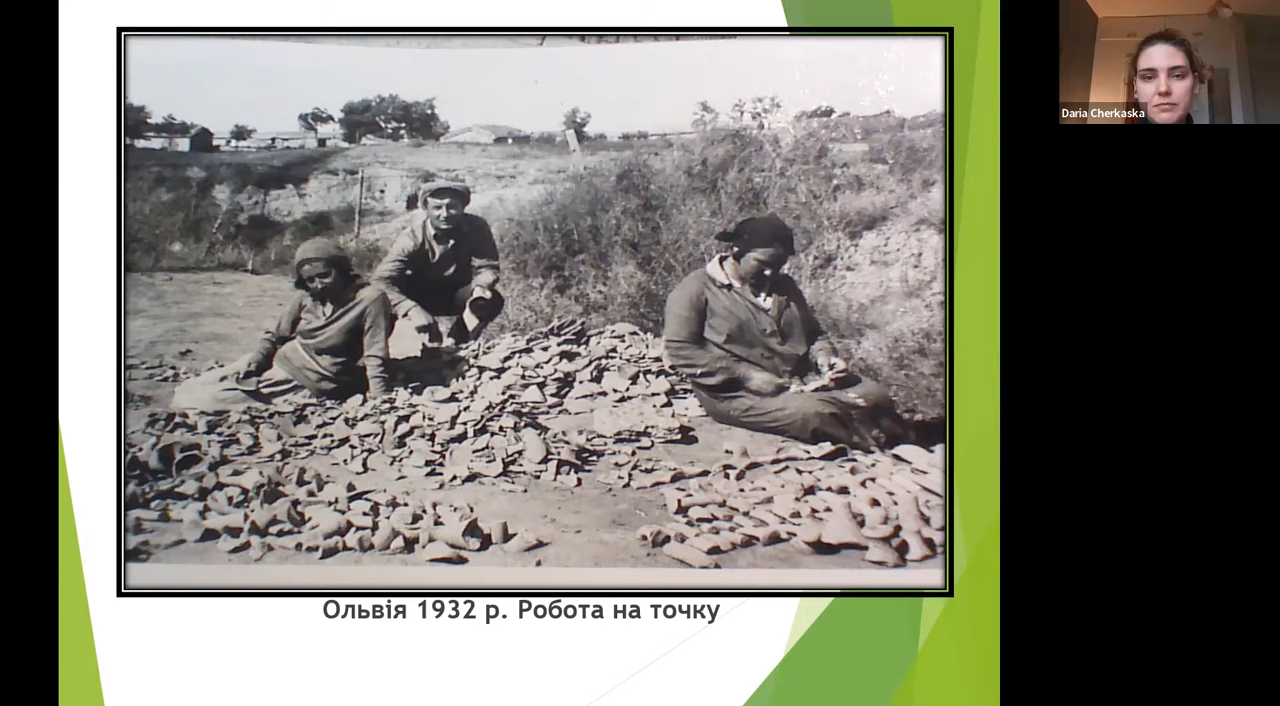 Daria Cherkaska
Ольвія 1932 р. Робота на точку